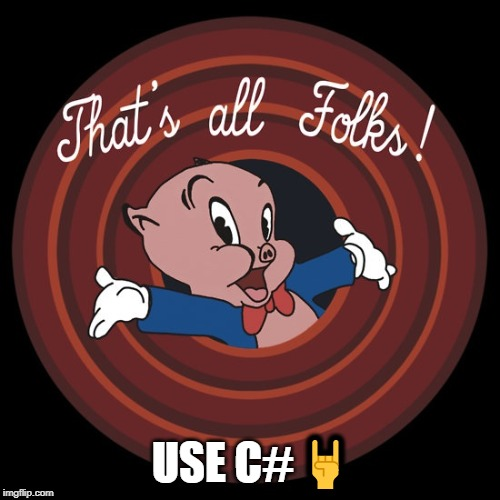 That's all Folks!
USE C# 🤘
imgflip.com